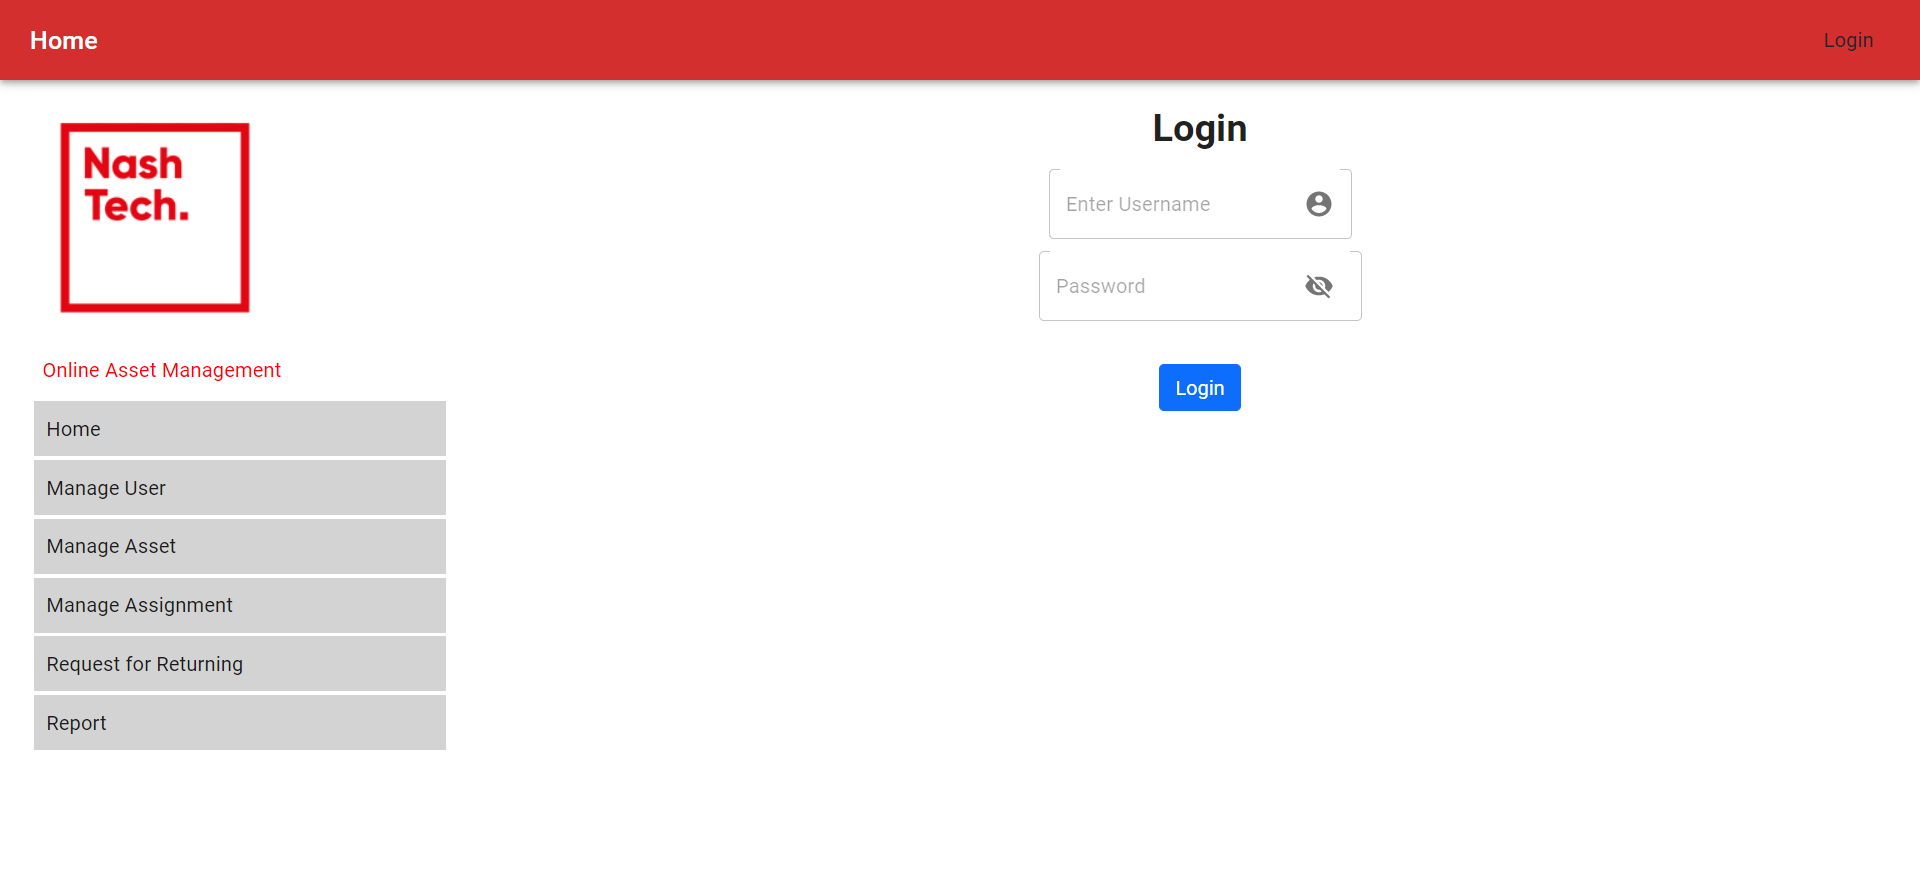 Home
Login
Nash
Tech.
Online Asset Management
Home
Manage User
Manage Asset
Manage Assignment
Request for Returning
Report
Login
Enter Username
Password
Login